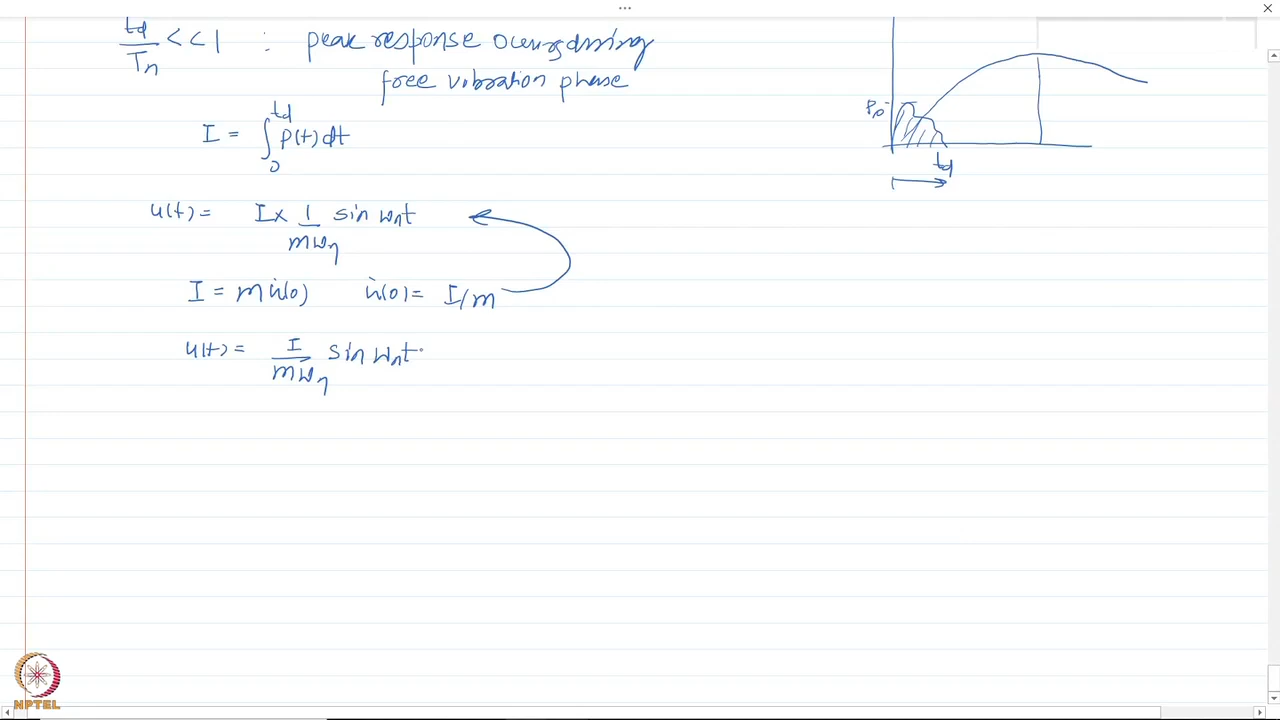 td/Tn << 1 : peak response occurs during
free vibration phase
I = ∫₀^td p(t) dt
u(t) = I × 1/mωn sin ωnt
I = m u̇(0) u̇(0) = I/m
u(t) = I/mωn sin ωnt
P₀
td
NPTEL